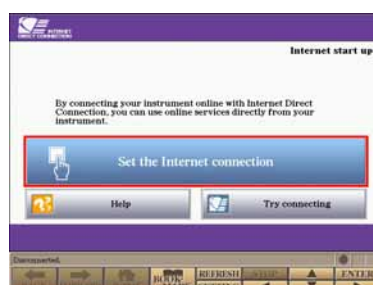 INTERNET
DIRECT CONNECTION
Internet start up
By connecting your instrument online with Internet Direct
Connection, you can use online services directly from your
instrument.
Set the Internet connection
Help
Try connecting
Disconnected.
REFRESH
ENTER